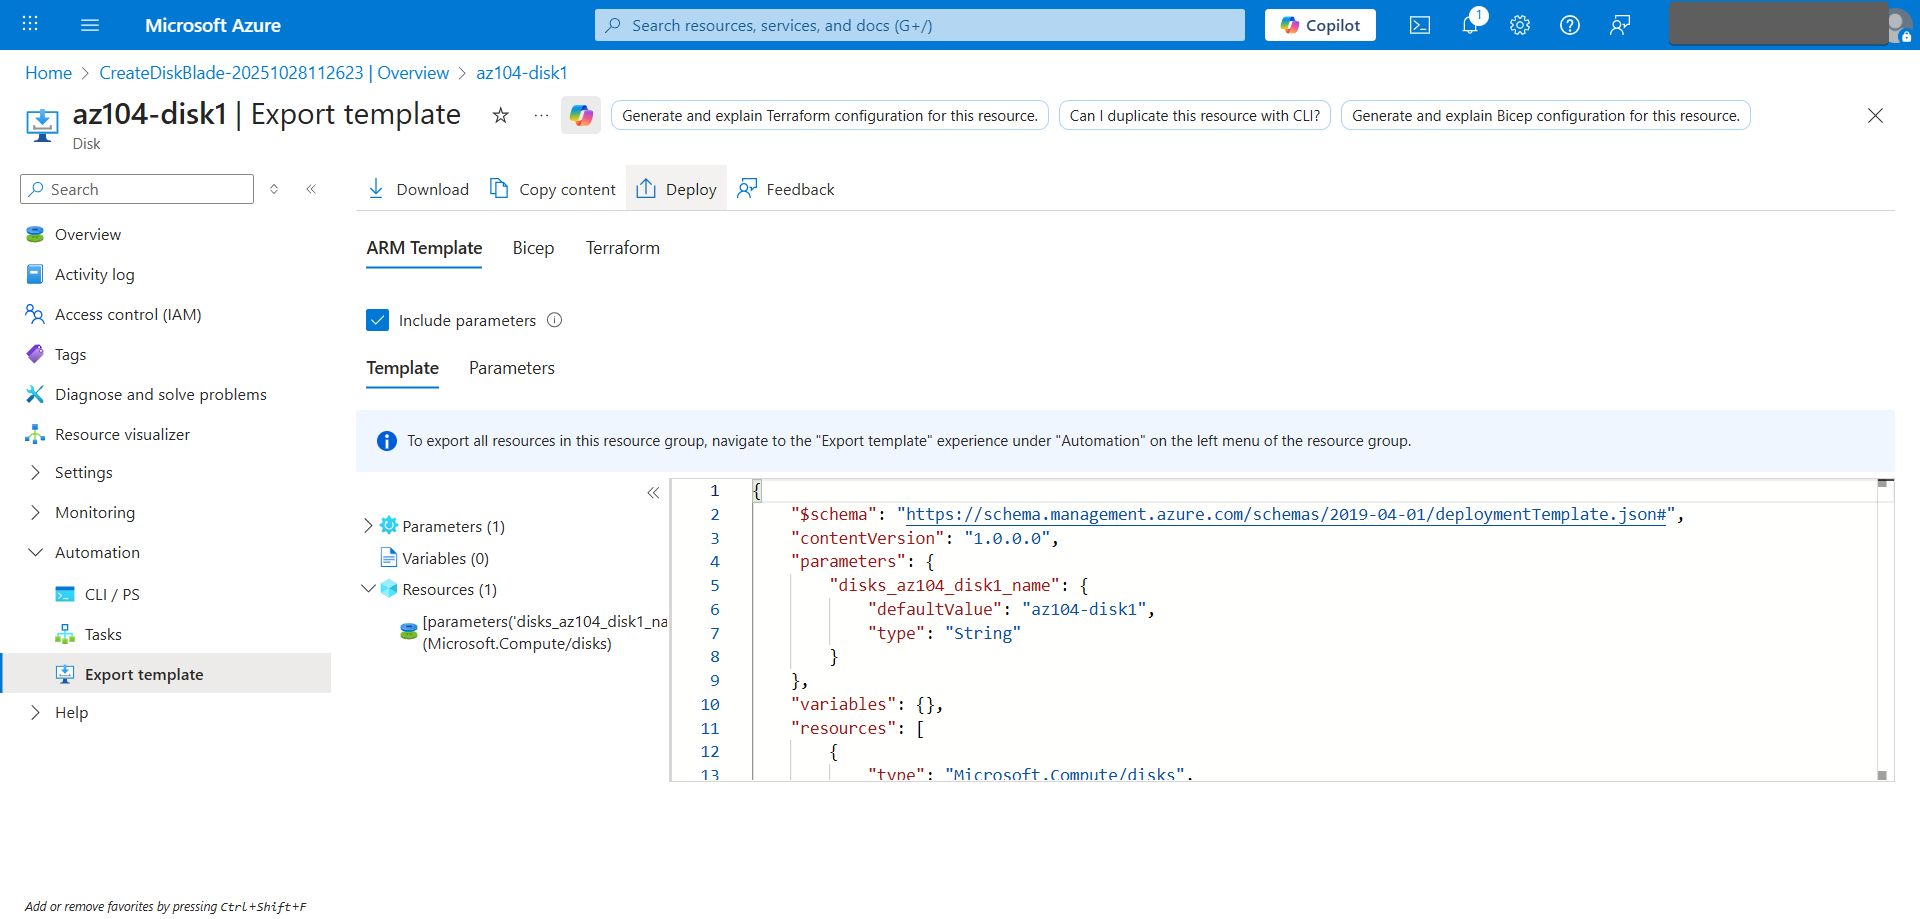 Microsoft Azure
Search resources, services, and docs (G+/)
Copilot
1
Home > CreateDiskBlade-20251028112623 | Overview > az104-disk1
az104-disk1 | Export template
Disk
Generate and explain Terraform configuration for this resource.
Can I duplicate this resource with CLI?
Generate and explain Bicep configuration for this resource.
Search
Overview
Activity log
Access control (IAM)
Tags
Diagnose and solve problems
Resource visualizer
Settings
Monitoring
Automation
CLI / PS
Tasks
Export template
Help
Add or remove favorites by pressing Ctrl+Shift+F
Download
Copy content
Deploy
Feedback
ARM Template
Bicep
Terraform
Include parameters
Template
Parameters
To export all resources in this resource group, navigate to the "Export template" experience under "Automation" on the left menu of the resource group.
Parameters (1)
Variables (0)
Resources (1)
[parameters('disks_az104_disk1_na
(Microsoft.Compute/disks)
1 {
2 "$schema": "https://schema.management.azure.com/schemas/2019-04-01/deploymentTemplate.json#",
3 "contentVersion": "1.0.0.0",
4 "parameters": {
5 "disks_az104_disk1_name": {
6 "defaultValue": "az104-disk1",
7 "type": "String"
8 }
9 },
10 "variables": {},
11 "resources": [
12 {
13 "type": "Microsoft.Compute/disks",